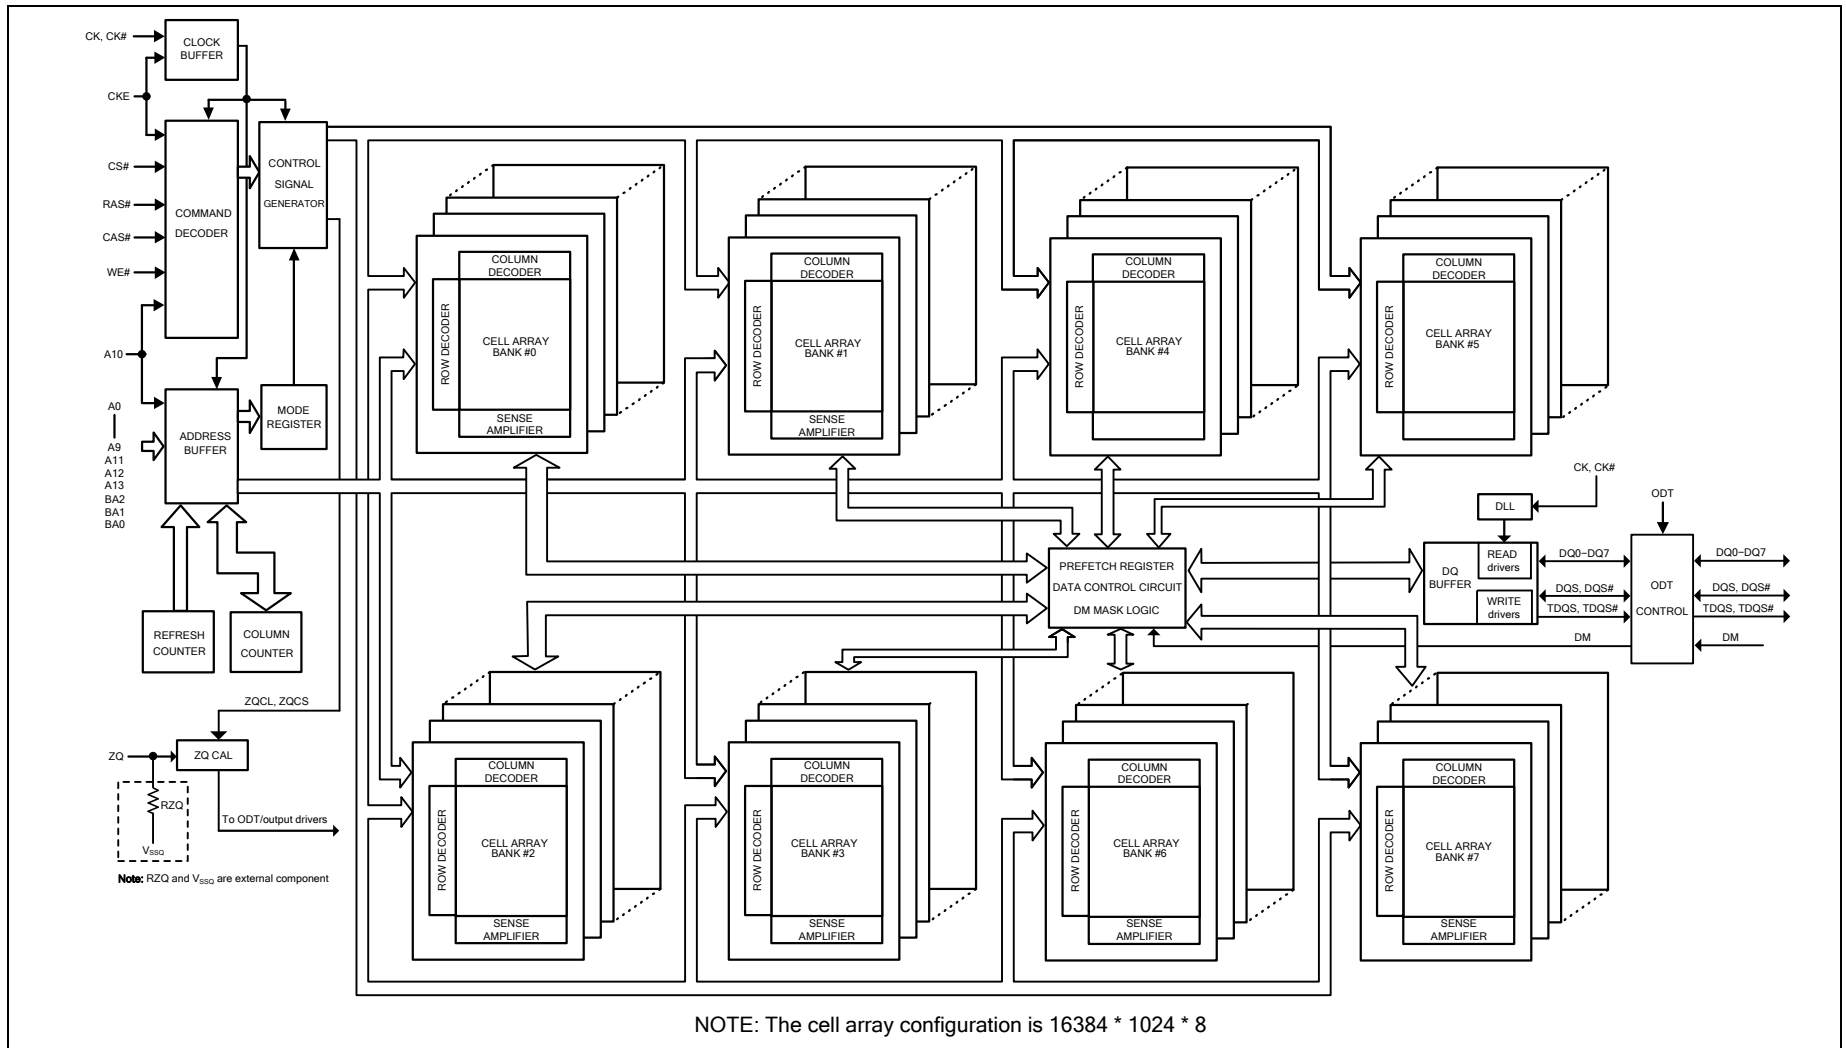 CK, CK#
CLOCK
BUFFER
CKE
CS#
RAS#
CAS#
WE#
COMMAND
DECODER
CONTROL
SIGNAL
GENERATOR
A10
A0
A9
A11
A12
A13
BA2
BA1
BA0
ADDRESS
BUFFER
MODE
REGISTER
REFRESH
COUNTER
COLUMN
COUNTER
ZQCL, ZQCS
ZQ
ZQ CAL
RZQ
VSSQ
To ODT/output drivers
Note: RZQ and VSSQ are external component
COLUMN
DECODER
ROW DECODER
CELL ARRAY
BANK #0
SENSE
AMPLIFIER
COLUMN
DECODER
ROW DECODER
CELL ARRAY
BANK #1
SENSE
AMPLIFIER
COLUMN
DECODER
ROW DECODER
CELL ARRAY
BANK #4
COLUMN
DECODER
ROW DECODER
CELL ARRAY
BANK #5
PREFETCH REGISTER
DATA CONTROL CIRCUIT
DM MASK LOGIC
CK, CK#
DLL
ODT
DQ
BUFFER
READ
drivers
WRITE
drivers
DQ0~DQ7
DQS, DQS#
TDQS, TDQS#
DM
ODT
CONTROL
DQ0~DQ7
DQS, DQS#
TDQS, TDQS#
DM
COLUMN
DECODER
ROW DECODER
CELL ARRAY
BANK #2
SENSE
AMPLIFIER
COLUMN
DECODER
ROW DECODER
CELL ARRAY
BANK #3
SENSE
AMPLIFIER
COLUMN
DECODER
ROW DECODER
CELL ARRAY
BANK #6
SENSE
AMPLIFIER
COLUMN
DECODER
ROW DECODER
CELL ARRAY
BANK #7
SENSE
AMPLIFIER
NOTE: The cell array configuration is 16384 * 1024 * 8